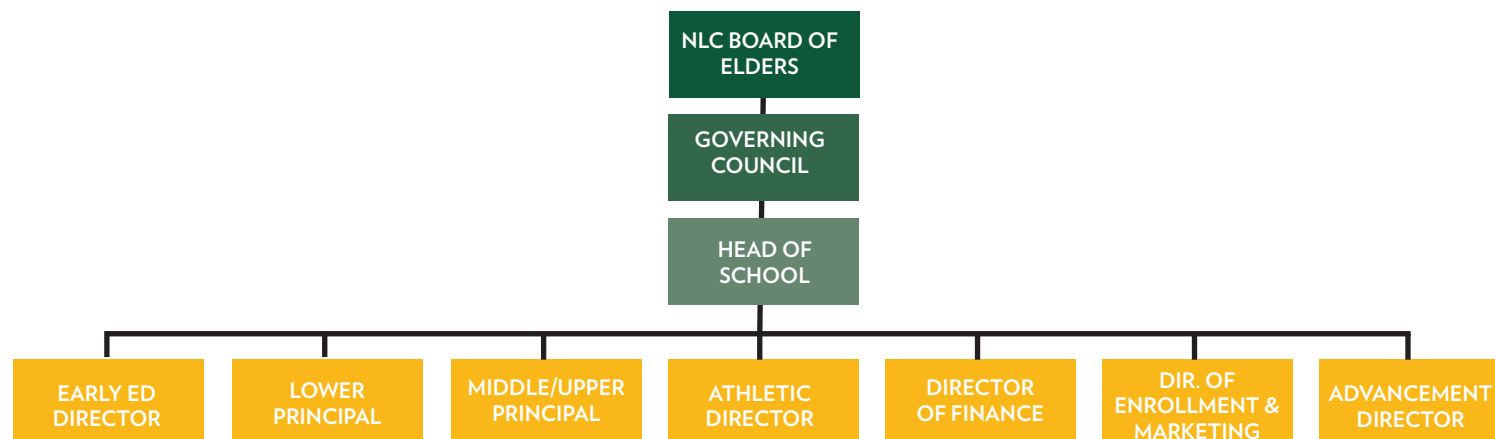 NLC BOARD OF
ELDERS
GOVERNING
COUNCIL
HEAD OF
SCHOOL
EARLY ED
DIRECTOR
LOWER
PRINCIPAL
MIDDLE/UPPER
PRINCIPAL
ATHLETIC
DIRECTOR
DIRECTOR
OF FINANCE
DIR. OF
ENROLLMENT &
MARKETING
ADVANCEMENT
DIRECTOR